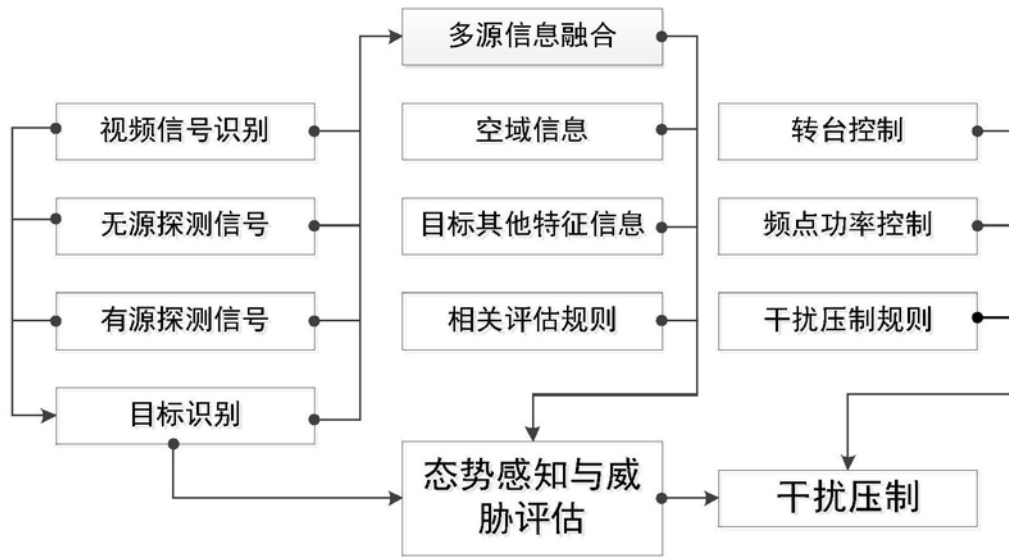 多源信息融合
视频信号识别
空域信息
转台控制
无源探测信号
目标其他特征信息
频点功率控制
有源探测信号
相关评估规则
干扰压制规则
目标识别
态势感知与威
胁评估
干扰压制